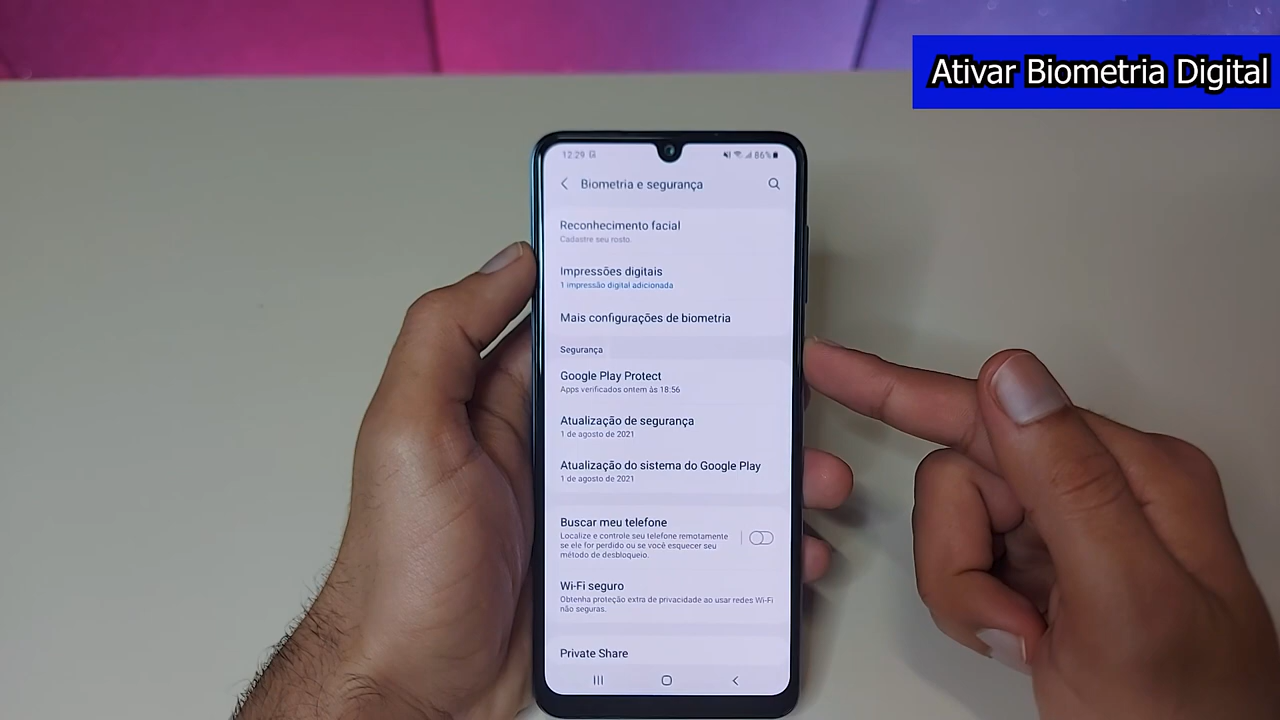 Ativar Biometria Digital
12:29
86%
Biometria e segurança
Reconhecimento facial
Cadastre seu rosto.
Impressões digitais
1 impressão digital adicionada
Mais configurações de biometria
Segurança
Google Play Protect
Apps verificados ontem às 18:56
Atualização de segurança
1 de agosto de 2021
Atualização do sistema do Google Play
1 de agosto de 2021
Buscar meu telefone
Localize e controle seu telefone remotamente
se ele for perdido ou se você esquecer seu
método de desbloqueio.
Wi-Fi seguro
Obtenha proteção extra de privacidade ao usar redes Wi-Fi
não seguras.
Private Share